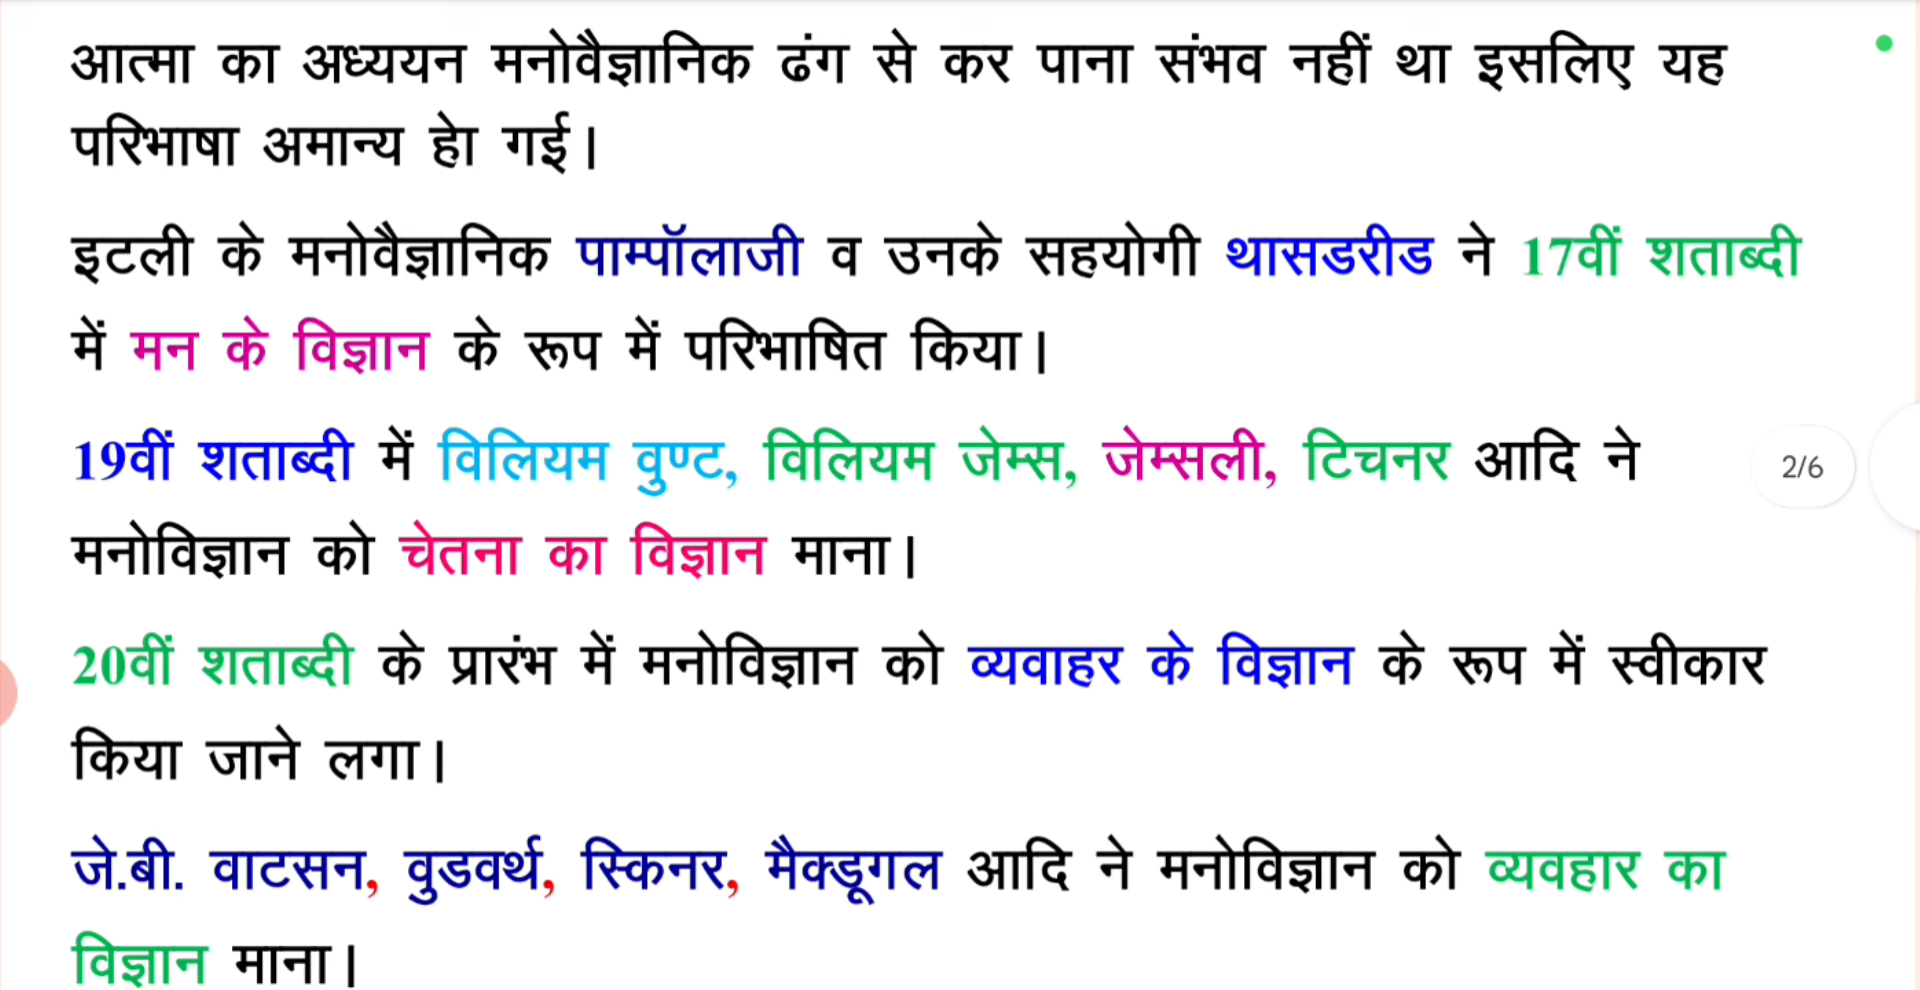 आत्मा का अध्ययन मनोवैज्ञानिक ढंग से कर पाना संभव नहीं था इसलिए यह
परिभाषा अमान्य हेा गई।
इटली के मनोवैज्ञानिक पाम्पॉलाजी व उनके सहयोगी थासडरीड ने 17वीं शताब्दी
में मन के विज्ञान के रूप में परिभाषित किया।
19वीं शताब्दी में विलियम वुण्ट, विलियम जेम्स, जेम्सली, टिचनर आदि ने
मनोविज्ञान को चेतना का विज्ञान माना।
20वीं शताब्दी के प्रारंभ में मनोविज्ञान को व्यवाहर के विज्ञान के रूप में स्वीकार
किया जाने लगा।
जे.बी. वाटसन, वुडवर्थ, स्किनर, मैक्डूगल आदि ने मनोविज्ञान को व्यवहार का
विज्ञान माना।
2/6